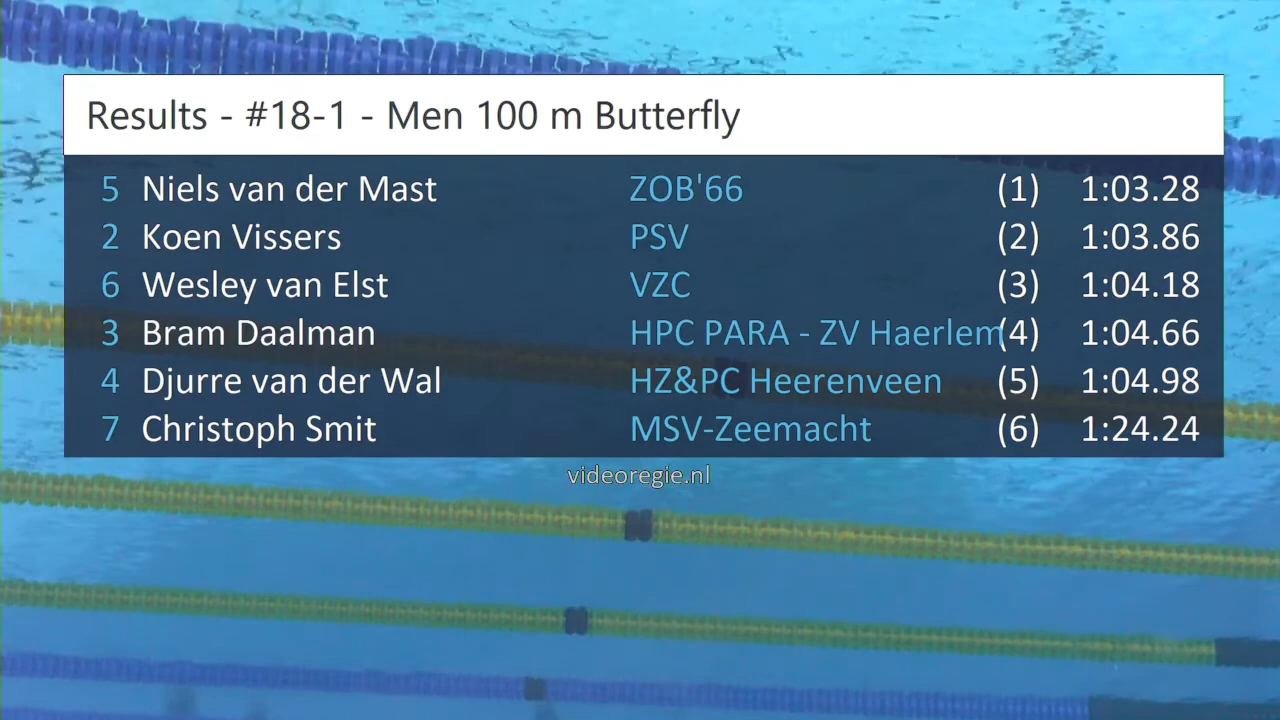 Results - #18-1 - Men 100 m Butterfly
5 Niels van der Mast ZOB'66 (1) 1:03.28
2 Koen Vissers PSV (2) 1:03.86
6 Wesley van Elst VZC (3) 1:04.18
3 Bram Daalman HPC PARA - ZV Haerlem (4) 1:04.66
4 Djurre van der Wal HZ&PC Heerenveen (5) 1:04.98
7 Christoph Smit MSV-Zeemacht (6) 1:24.24
videoregie.nl